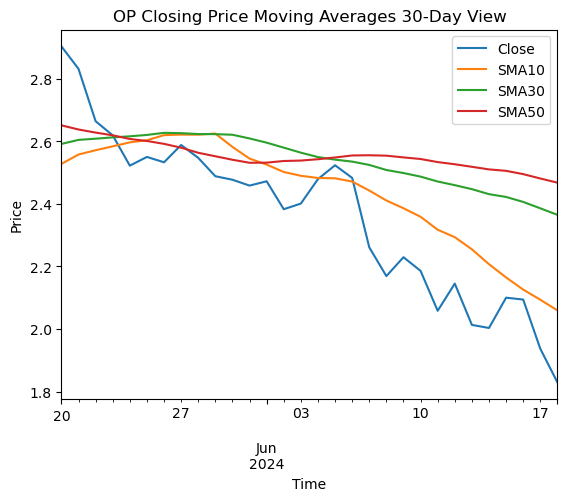 OP Closing Price Moving Averages 30-Day View
Close
SMA10
SMA30
SMA50
Price
2.8
2.6
2.4
2.2
2.0
1.8
20 27 03 10 17
Jun
2024
Time